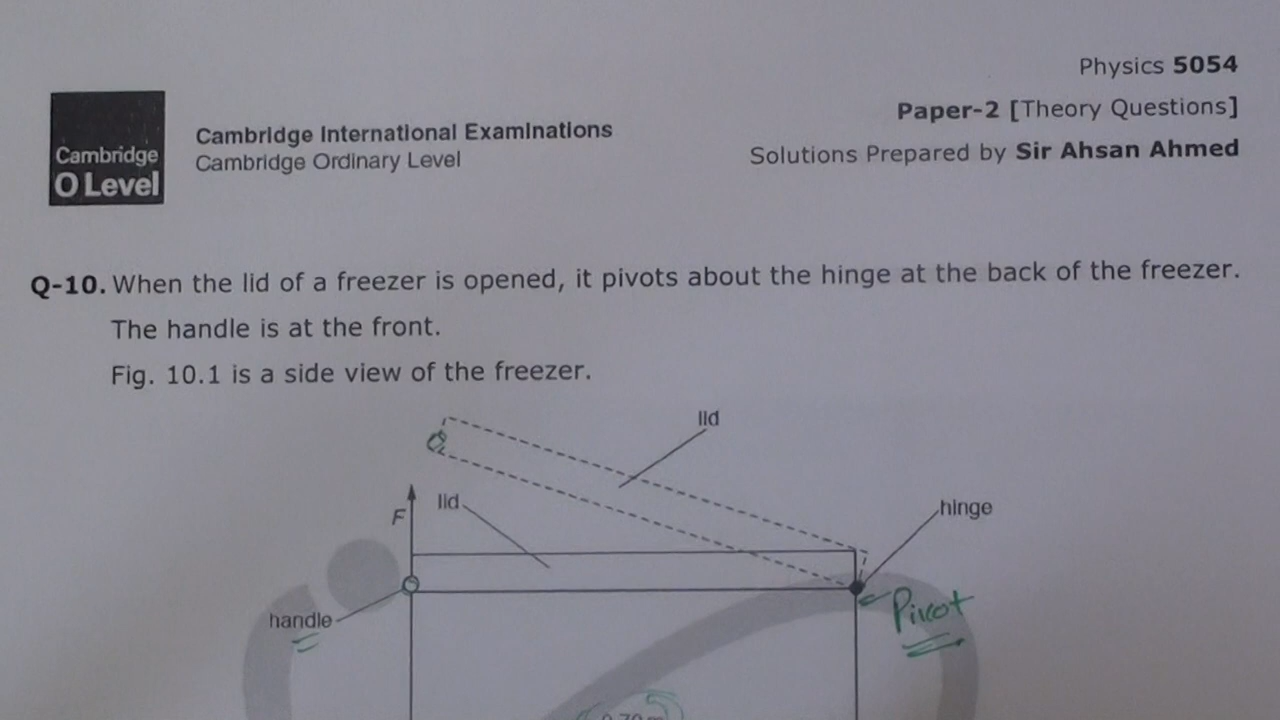 Physics 5054
Paper-2 [Theory Questions]
Solutions Prepared by Sir Ahsan Ahmed
Cambridge
O Level
Cambridge International Examinations
Cambridge Ordinary Level
Q-10. When the lid of a freezer is opened, it pivots about the hinge at the back of the freezer.
The handle is at the front.
Fig. 10.1 is a side view of the freezer.
lid
lid
F
hinge
handle
Pivot